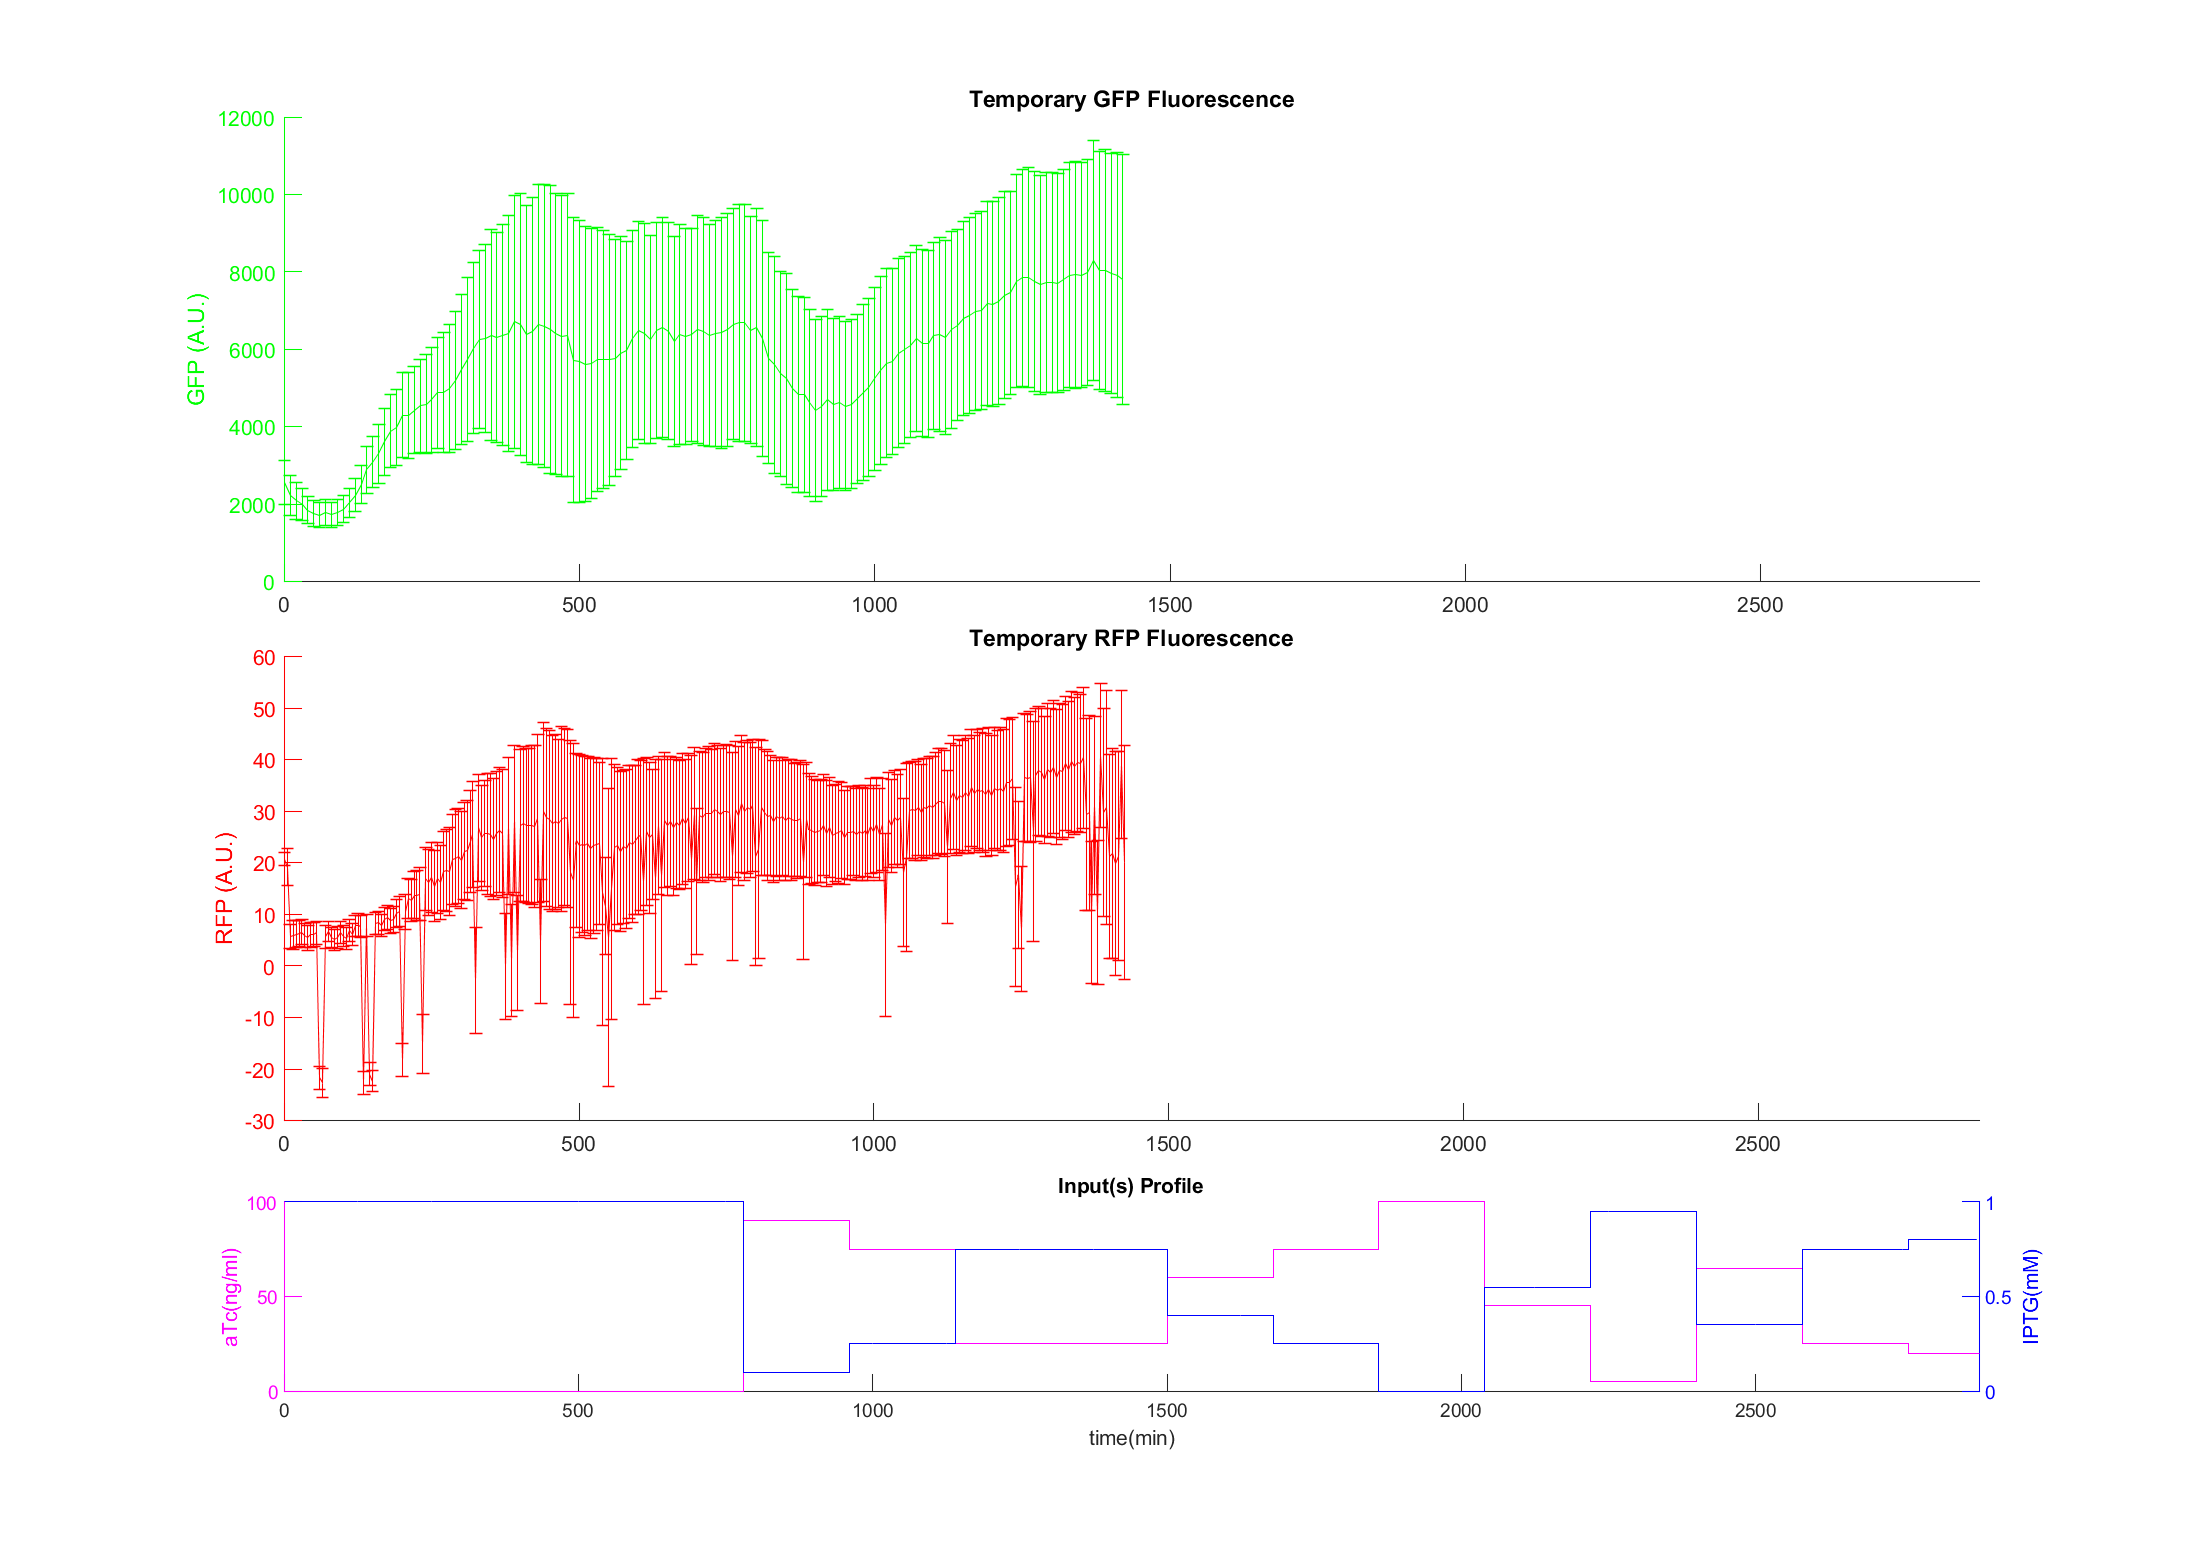 Temporary GFP Fluorescence
12000
10000
8000
6000
4000
2000
0
GFP (A.U.)
0 500 1000 1500 2000 2500
Temporary RFP Fluorescence
60
50
40
30
20
10
0
-10
-20
-30
RFP (A.U.)
0 500 1000 1500 2000 2500
Input(s) Profile
100
50
0
aTc(ng/ml)
1
0.5
0
IPTG(mM)
0 500 1000 1500 2000 2500
time(min)